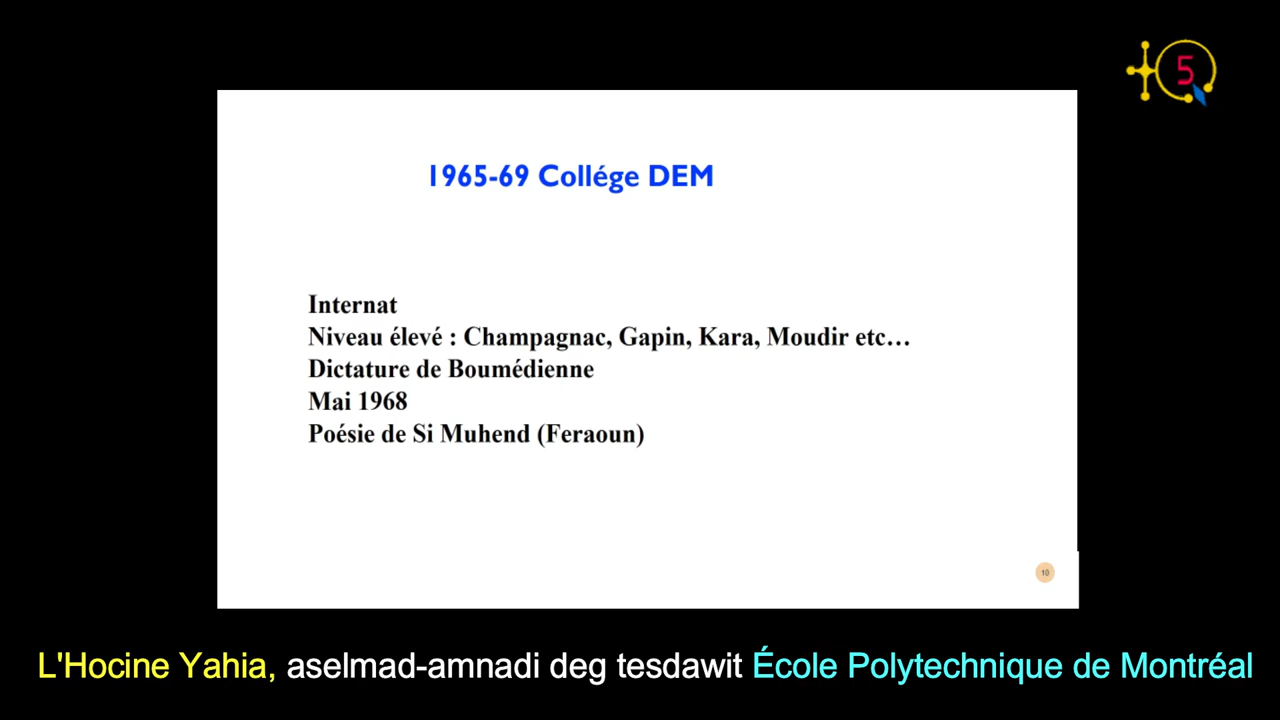 5
1965-69 Collége DEM
Internat
Niveau élevé : Champagnac, Gapin, Kara, Moudir etc…
Dictature de Boumédienne
Mai 1968
Poésie de Si Muhend (Feraoun)
10
L'Hocine Yahia, aselmad-amnadi deg tesdawit École Polytechnique de Montréal